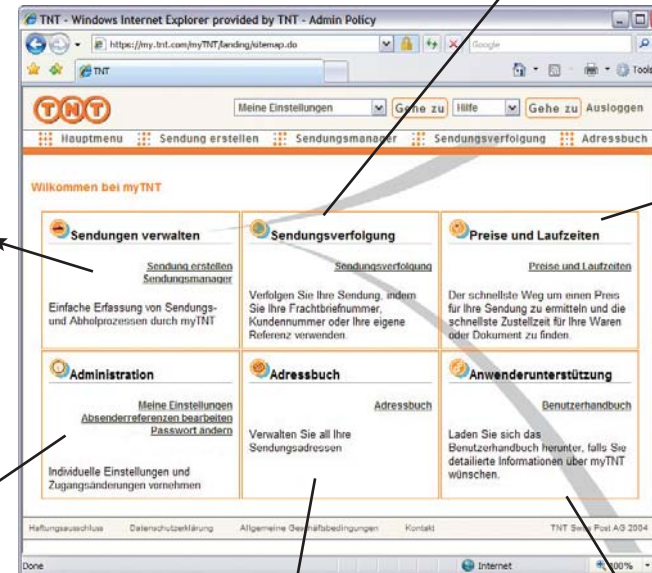 TNT - Windows Internet Explorer provided by TNT - Admin Policy
https://my.tnt.com/myTNT/landing/sitemap.do
Google
TNT
Tools
TNT
Meine Einstellungen
Gehe zu
Hilfe
Gehe zu
Ausloggen
Hauptmenu
Sendung erstellen
Sendungsmanager
Sendungsverfolgung
Adressbuch
Wilkommen bei myTNT
Sendungen verwalten
Sendung erstellen
Sendungsmanager
Einfache Erfassung von Sendungs-
und Abholprozessen durch myTNT
Sendungsverfolgung
Sendungsverfolgung
Verfolgen Sie Ihre Sendung, indem
Sie Ihre Frachtbriefnummer,
Kundennummer oder Ihre eigene
Referenz verwenden.
Preise und Laufzeiten
Preise und Laufzeiten
Der schnellste Weg um einen Preis
für Ihre Sendung zu ermitteln und die
schnellste Zustellzeit für Ihre Waren
oder Dokument zu finden.
Administration
Meine Einstellungen
Absenderreferenzen bearbeiten
Passwort ändern
Individuelle Einstellungen und
Zugangsänderungen vornehmen
Adressbuch
Adressbuch
Verwalten Sie all Ihre
Sendungsadressen
Anwenderunterstützung
Benutzerhandbuch
Laden Sie sich das
Benutzerhandbuch herunter, falls Sie
detailierte Informationen über myTNT
wünschen.
Haftungsausschluss
Datenschutzerklärung
Allgemeine Geschäftsbedingungen
Kontakt
TNT Swiss Post AG 2004
Done
Internet
100%